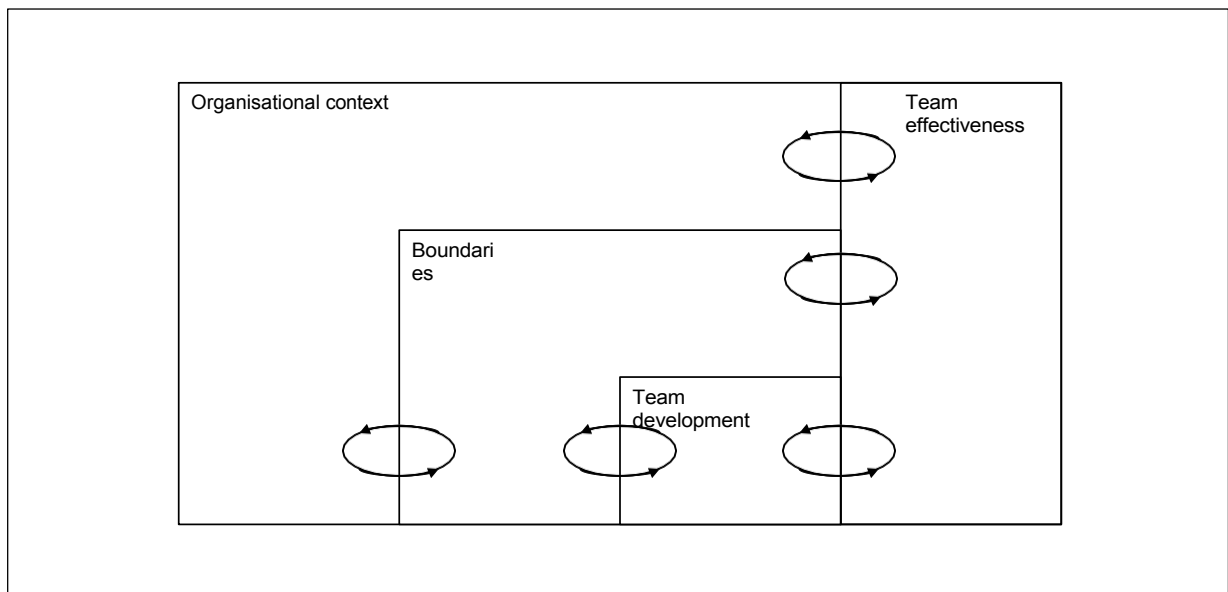 Organisational context
Team
effectiveness
Boundari
es
Team
development